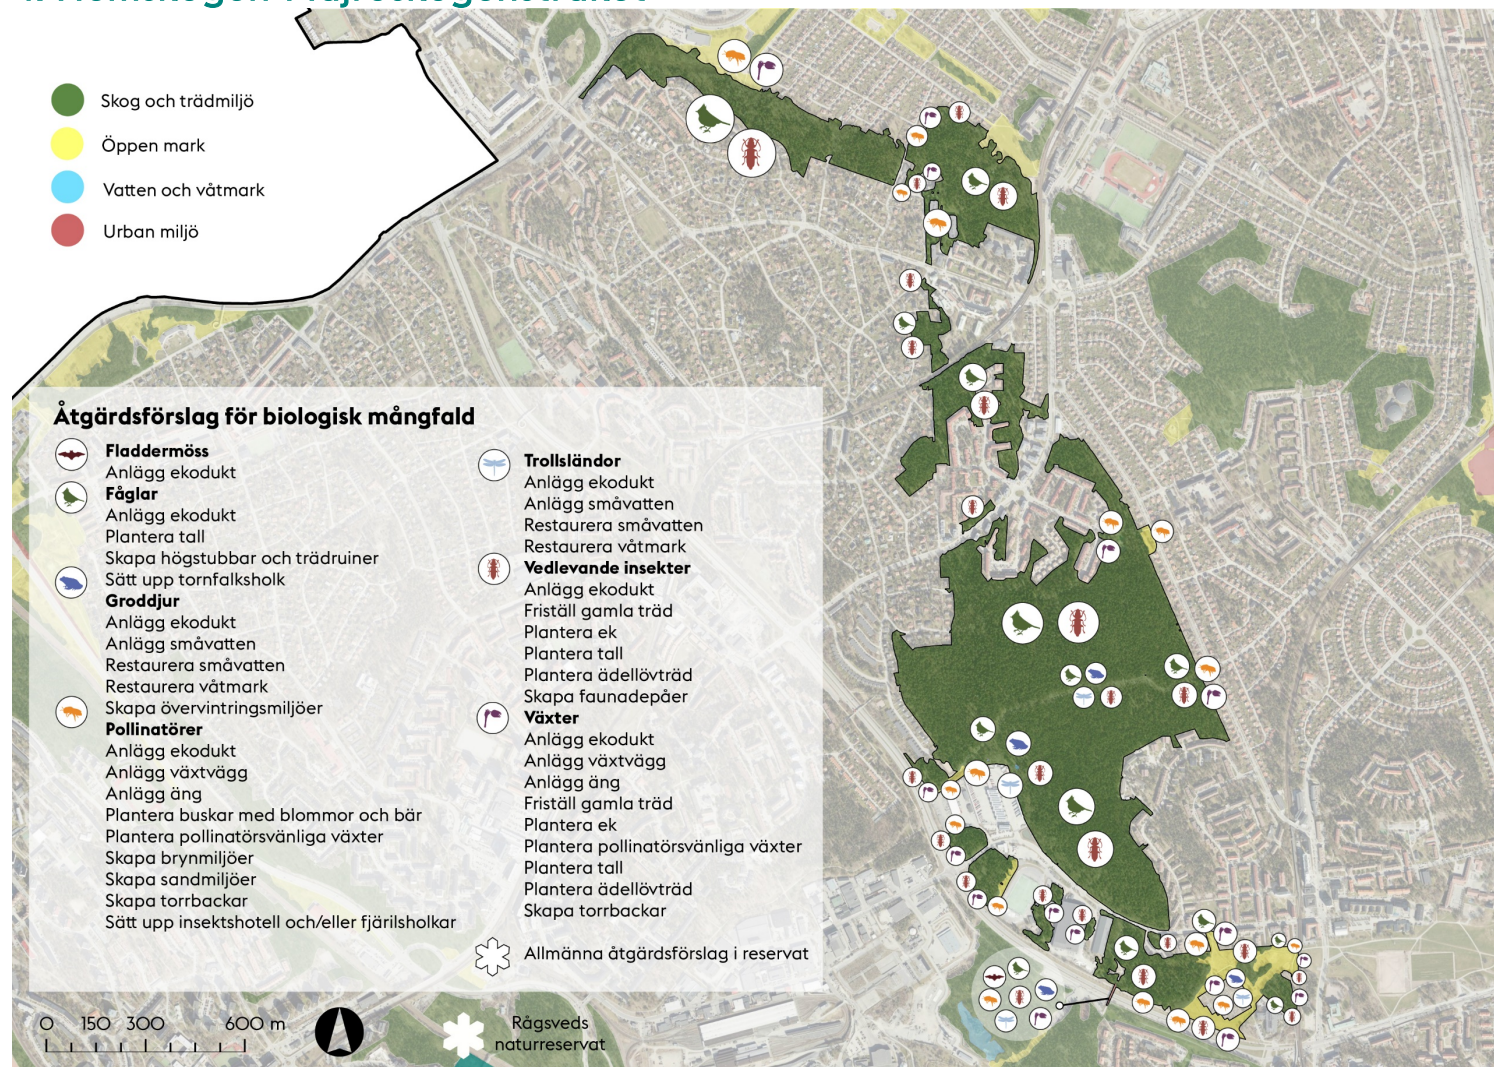 Skog och trädmiljö
Öppen mark
Vatten och våtmark
Urban miljö
Åtgärdsförslag för biologisk mångfald
Fladdermöss
Anlägg ekodukt
Fåglar
Anlägg ekodukt
Plantera tall
Skapa högstubbar och trädruiner
Sätt upp tornfalksholk
Groddjur
Anlägg ekodukt
Anlägg småvatten
Restaurera småvatten
Restaurera våtmark
Skapa övervintringsmiljöer
Pollinatörer
Anlägg ekodukt
Anlägg växtvägg
Anlägg äng
Plantera buskar med blommor och bär
Plantera pollinatörsvänliga växter
Skapa brynmiljöer
Skapa sandmiljöer
Skapa torrbackar
Sätt upp insektshotell och/eller fjärilsholkar
Trollsländor
Anlägg ekodukt
Anlägg småvatten
Restaurera småvatten
Restaurera våtmark
Vedlevande insekter
Anlägg ekodukt
Friställ gamla träd
Plantera ek
Plantera tall
Plantera ädellövträd
Skapa faunadepåer
Växter
Anlägg ekodukt
Anlägg växtvägg
Anlägg äng
Friställ gamla träd
Plantera ek
Plantera pollinatörsvänliga växter
Plantera tall
Plantera ädellövträd
Skapa torrbackar
Allmänna åtgärdsförslag i reservat
0 150 300 600 m
Rågsveds
naturreservat